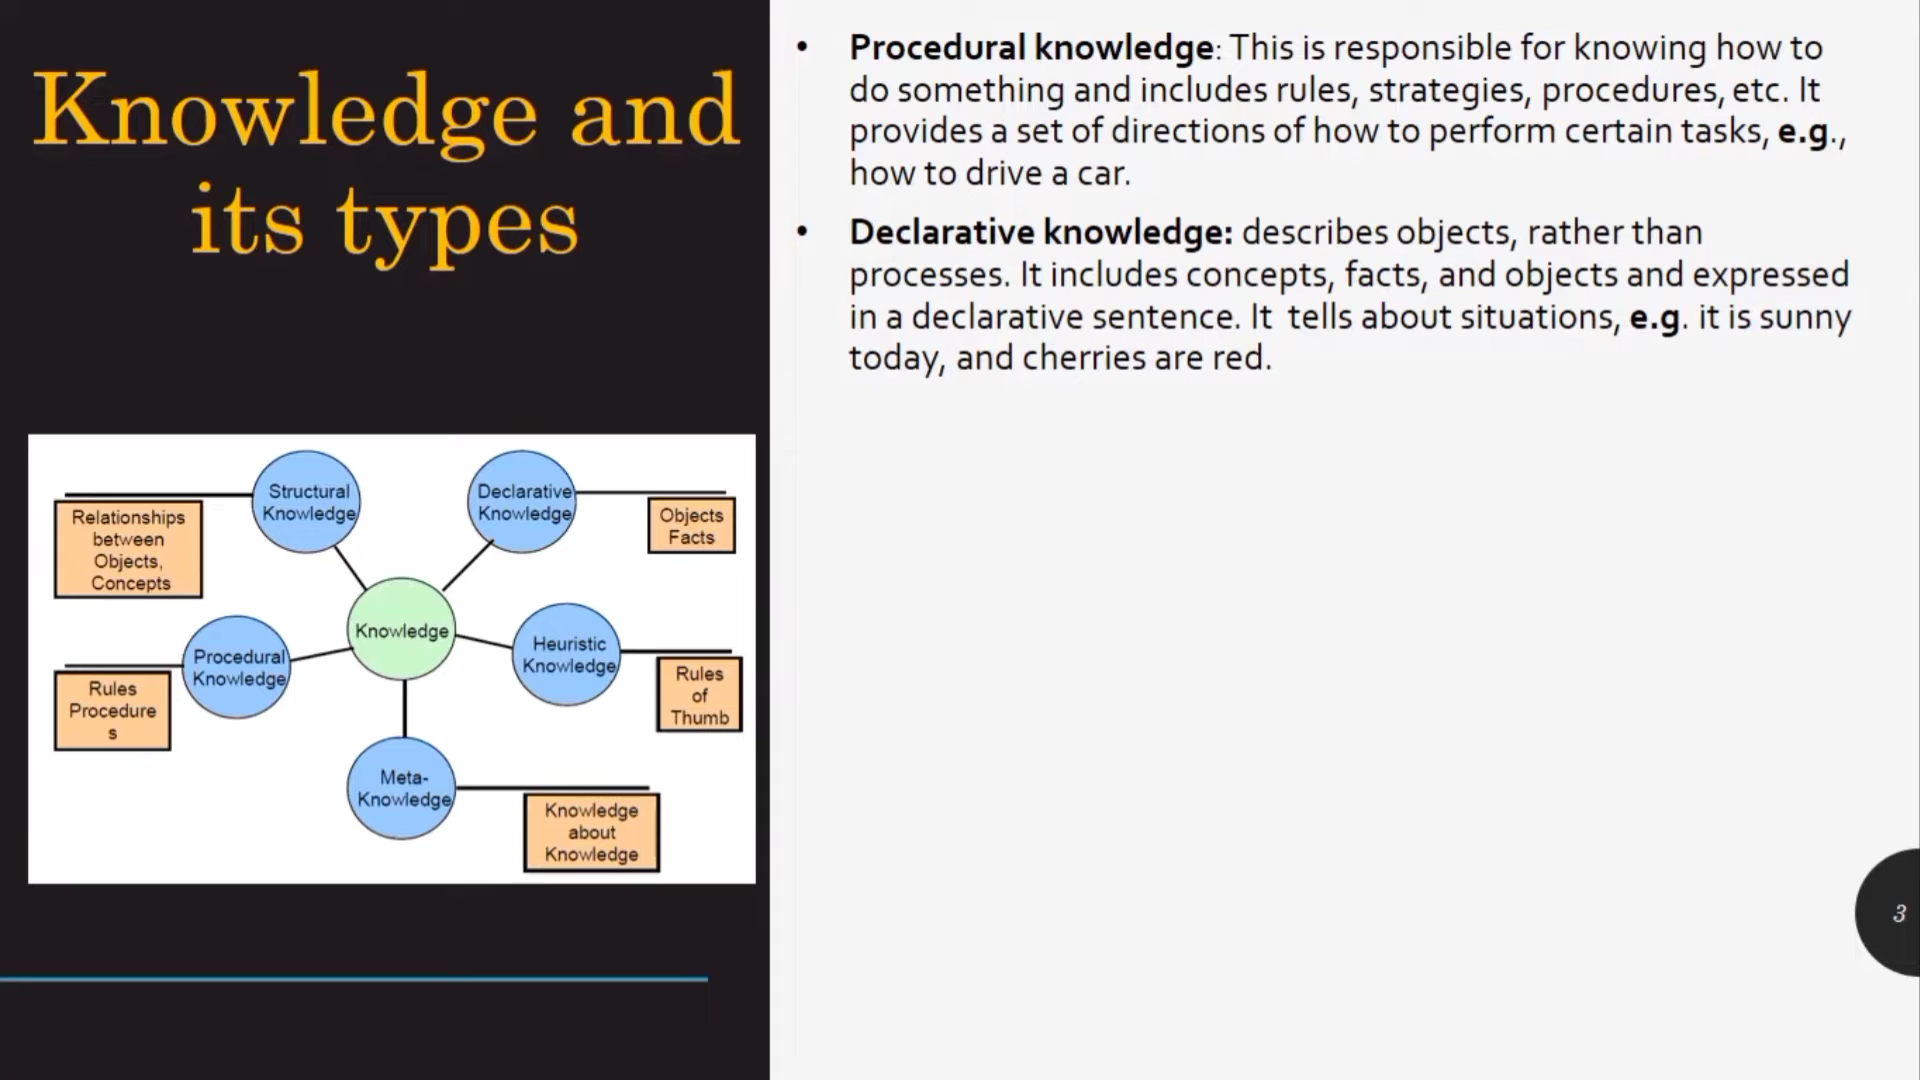 Knowledge and
its types
• Procedural knowledge: This is responsible for knowing how to
do something and includes rules, strategies, procedures, etc. It
provides a set of directions of how to perform certain tasks, e.g.,
how to drive a car.
• Declarative knowledge: describes objects, rather than
processes. It includes concepts, facts, and objects and expressed
in a declarative sentence. It  tells about situations, e.g. it is sunny
today, and cherries are red.
Structural
Knowledge
Relationships
between
Objects,
Concepts
Declarative
Knowledge
Objects
Facts
Knowledge
Procedural
Knowledge
Rules
Procedure
s
Heuristic
Knowledge
Rules
of
Thumb
Meta-
Knowledge
Knowledge
about
Knowledge
3